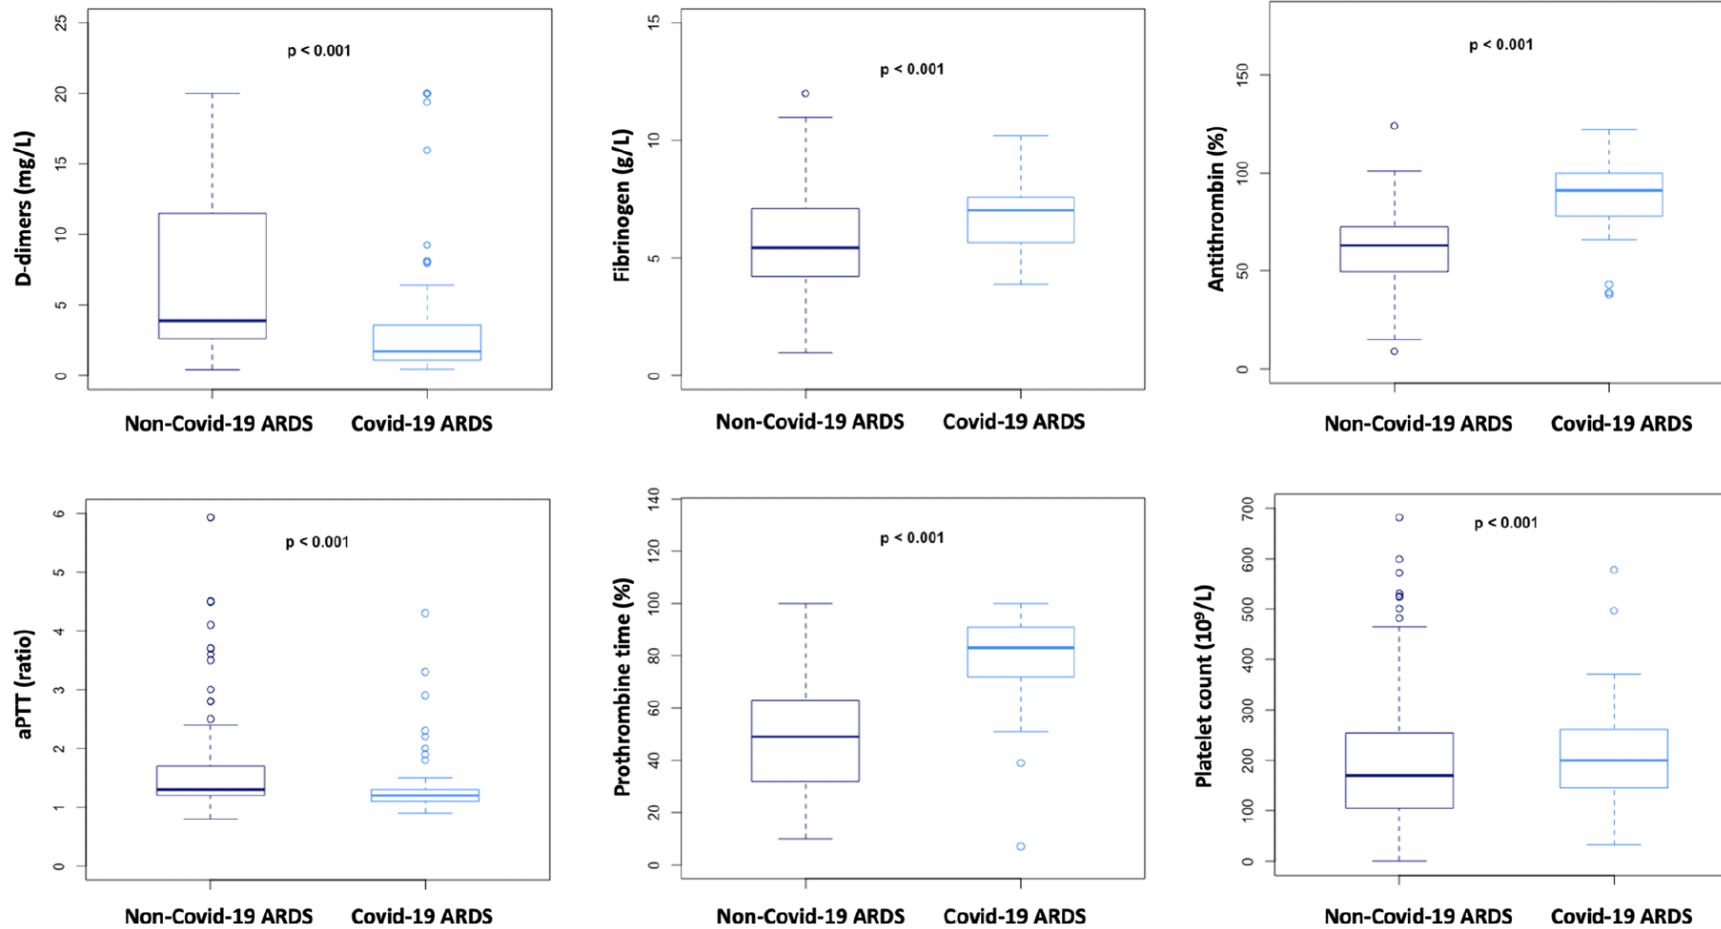 D-dimers (mg/L)
0
5
10
15
20
25
p < 0.001
Non-Covid-19 ARDS
Covid-19 ARDS
Fibrinogen (g/L)
0
5
10
15
p < 0.001
Non-Covid-19 ARDS
Covid-19 ARDS
Antithrombin (%)
0
50
100
150
p < 0.001
Non-Covid-19 ARDS
Covid-19 ARDS
aPTT (ratio)
0
1
2
3
4
5
6
p < 0.001
Non-Covid-19 ARDS
Covid-19 ARDS
Prothrombine time (%)
0
20
40
60
80
100
120
140
p < 0.001
Non-Covid-19 ARDS
Covid-19 ARDS
Platelet count (10⁹/L)
0
100
200
300
400
500
600
700
p < 0.001
Non-Covid-19 ARDS
Covid-19 ARDS